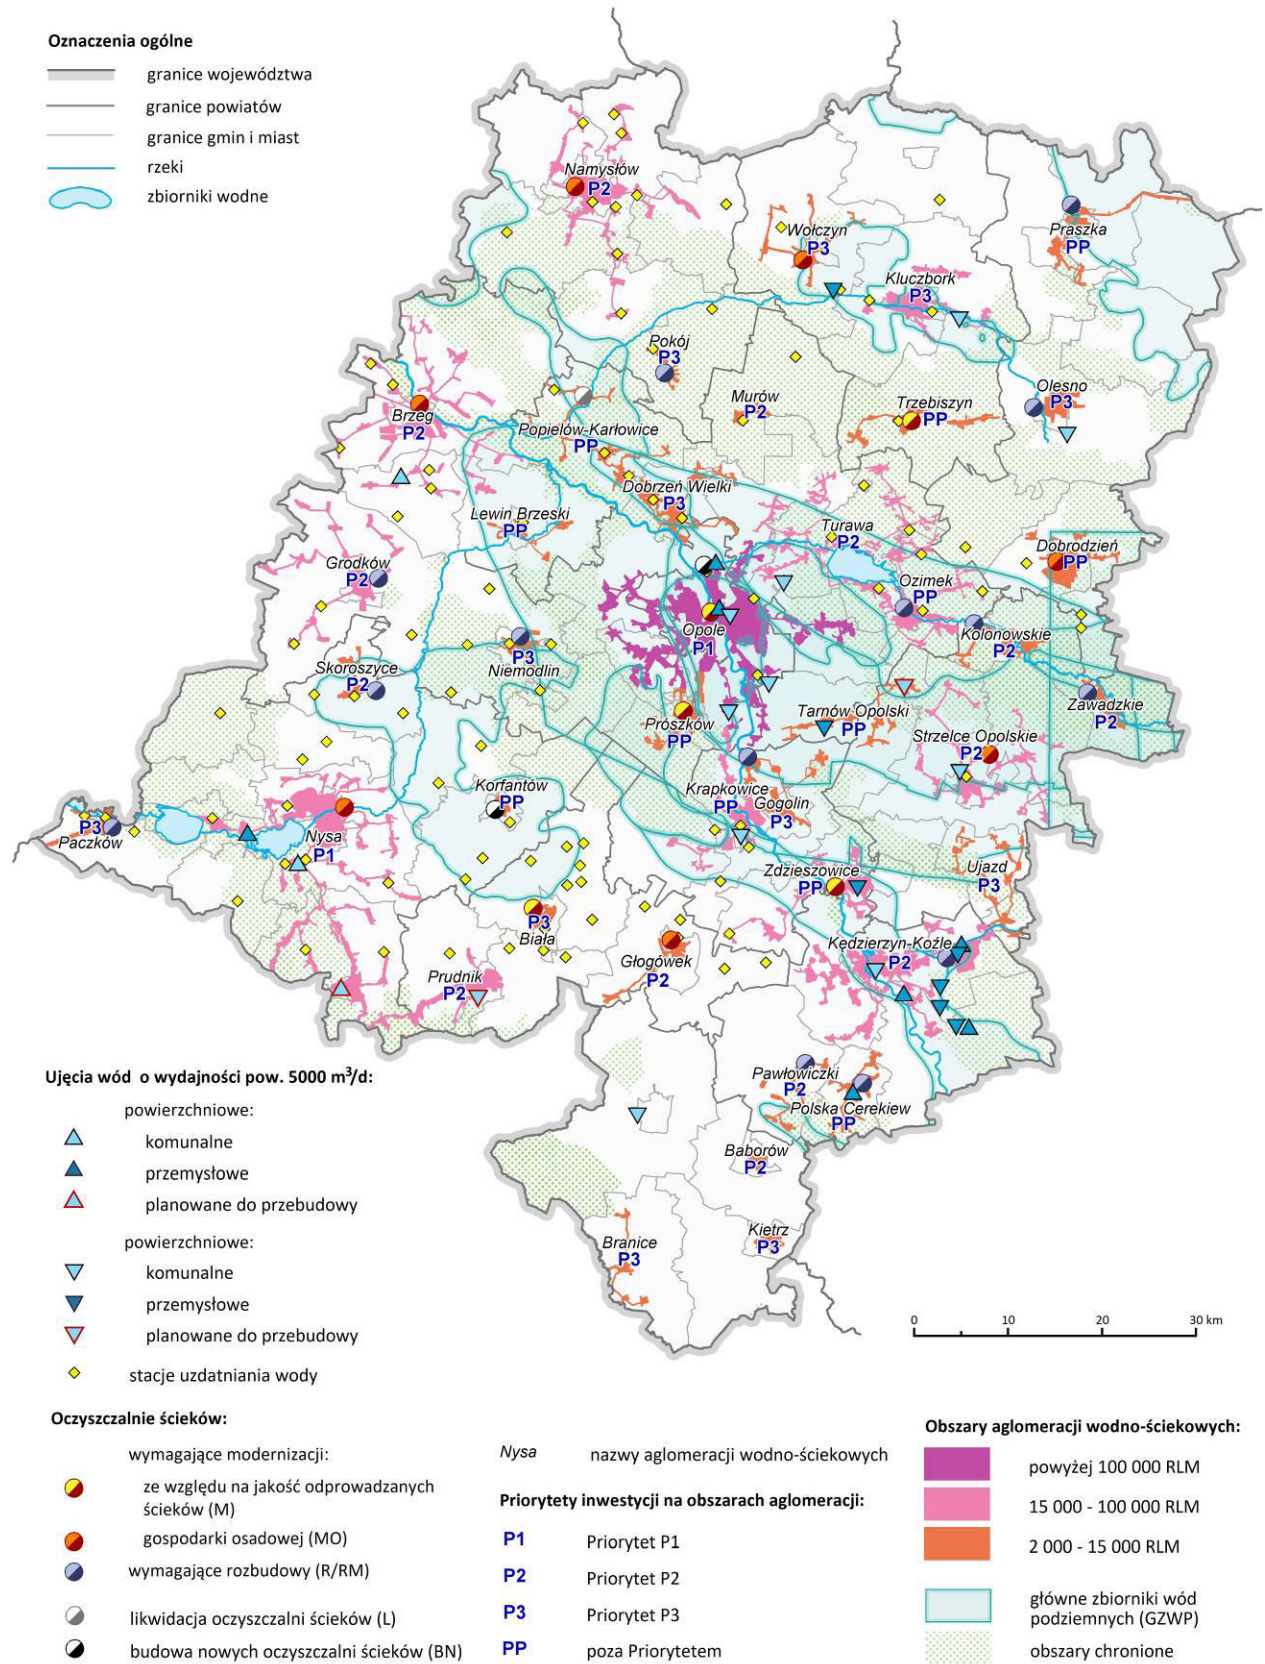 Oznaczenia ogólne
granice województwa
granice powiatów
granice gmin i miast
rzeki
zbiorniki wodne
Namysłów
P2
Wołczyn
P3
Praszka
PP
Kluczbork
P3
Pokój
P3
Olesno
P3
Murów
P2
Trzebiszyn
PP
Brzeg
P2
Popielów-Karłowice
PP
Dobrzeń Wielki
P3
Lewin Brzeski
PP
Turawa
P2
Dobrodzień
PP
Grodków
P2
Ozimek
PP
Opole
P1
Kolonowskie
P2
Niemodlin
P3
Skoroszyce
P2
Zawadzkie
P2
Tarnów Opolski
PP
Prószków
PP
Strzelce Opolskie
P2
Korfantów
PP
Krapkowice
PP
Gogolin
P3
Paczków
P3
Nysa
P1
Zdzieszowice
PP
Ujazd
P3
Biała
P3
Kędzierzyn-Koźle
P2
Głogówek
P2
Prudnik
P2
Pawłowiczki
P2
Polska Cerekiew
PP
Baborów
P2
Branice
P3
Kietrz
P3
Ujęcia wód o wydajności pow. 5000 m³/d:
powierzchniowe:
komunalne
przemysłowe
planowane do przebudowy
powierzchniowe:
komunalne
przemysłowe
planowane do przebudowy
stacje uzdatniania wody
0 10 20 30 km
Oczyszczalnie ścieków:
wymagające modernizacji:
ze względu na jakość odprowadzanych
ścieków (M)
gospodarki osadowej (MO)
wymagające rozbudowy (R/RM)
likwidacja oczyszczalni ścieków (L)
budowa nowych oczyszczalni ścieków (BN)
Nysa nazwy aglomeracji wodno-ściekowych
Priorytety inwestycji na obszarach aglomeracji:
P1 Priorytet P1
P2 Priorytet P2
P3 Priorytet P3
PP poza Priorytetem
Obszary aglomeracji wodno-ściekowych:
powyżej 100 000 RLM
15 000 - 100 000 RLM
2 000 - 15 000 RLM
główne zbiorniki wód
podziemnych (GZWP)
obszary chronione